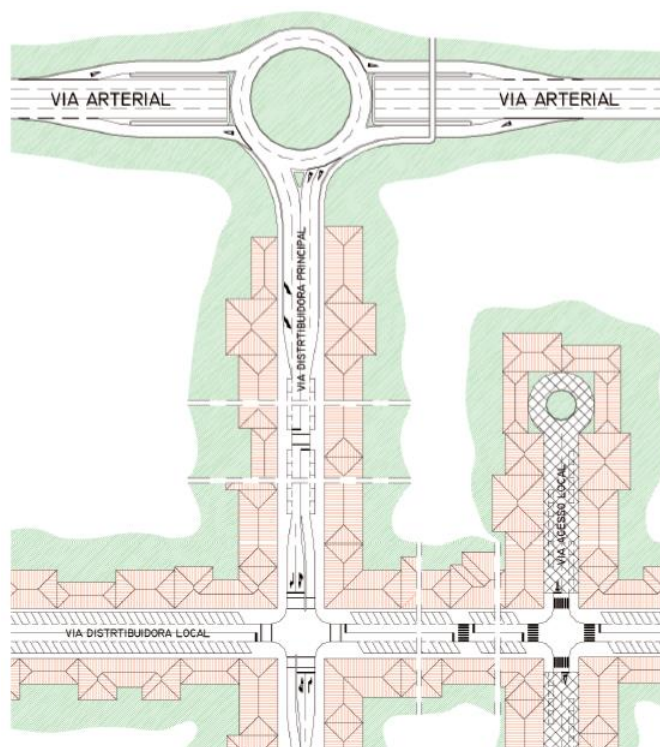 VIA ARTERIAL
VIA ARTERIAL
VIA DISTRTIBUIDORA PRINCIPAL
VIA ACESSO LOCAL
VIA DISTRTIBUIDORA LOCAL